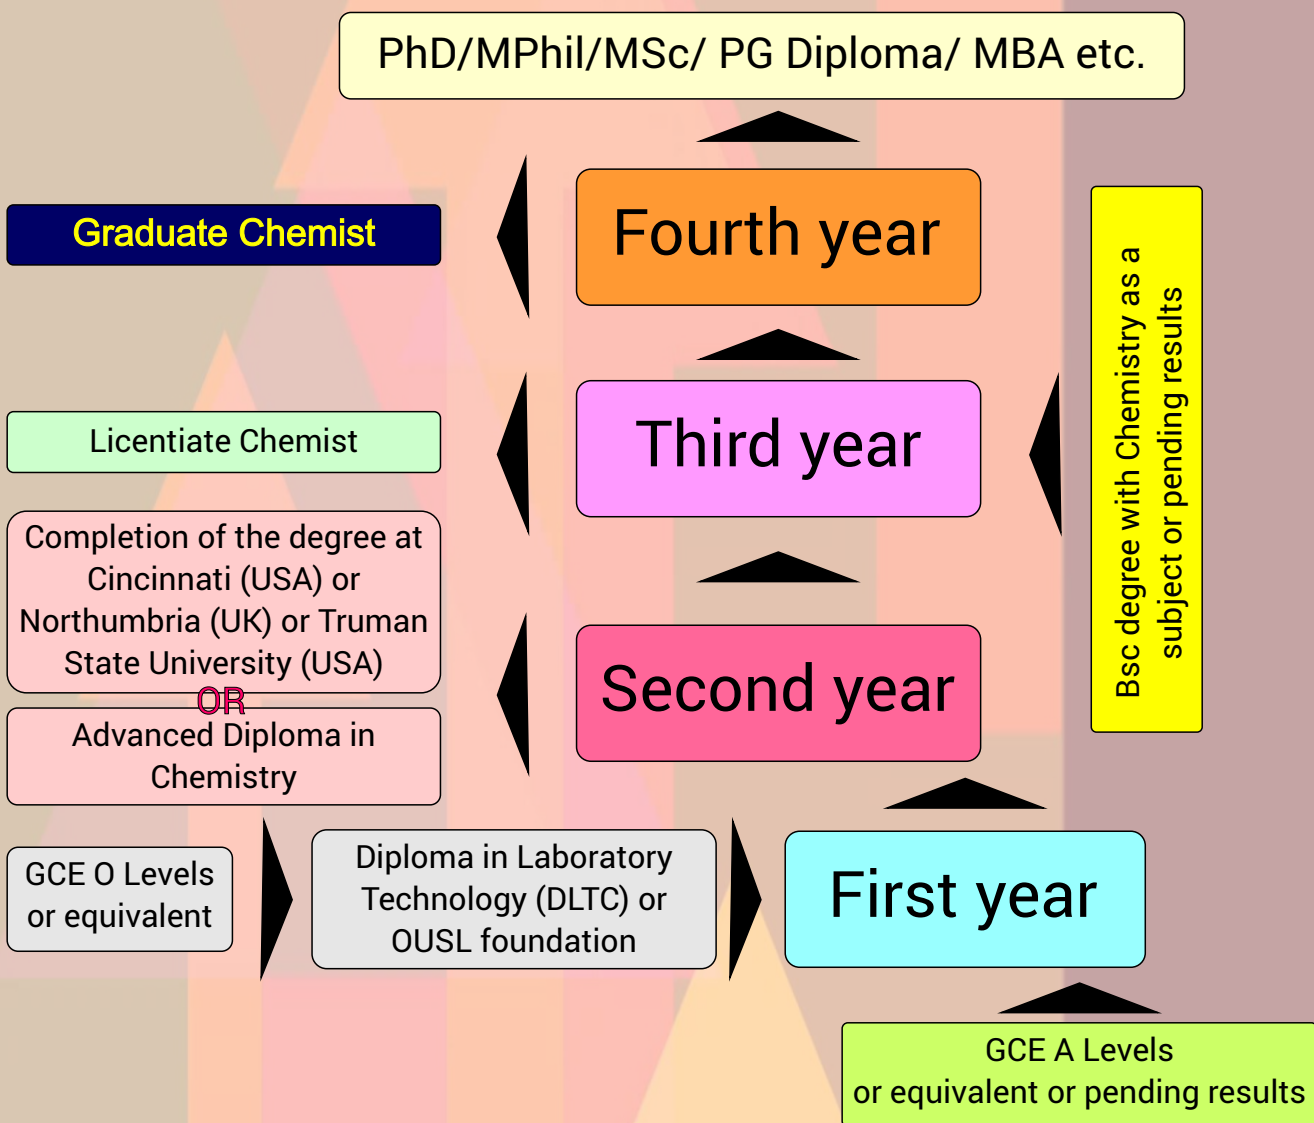 PhD/MPhil/MSc/ PG Diploma/ MBA etc.
Graduate Chemist
Fourth year
Licentiate Chemist
Third year
Bsc degree with Chemistry as a
subject or pending results
Completion of the degree at
Cincinnati (USA) or
Northumbria (UK) or Truman
State University (USA)
OR
Advanced Diploma in
Chemistry
Second year
GCE O Levels
or equivalent
Diploma in Laboratory
Technology (DLTC) or
OUSL foundation
First year
GCE A Levels
or equivalent or pending results